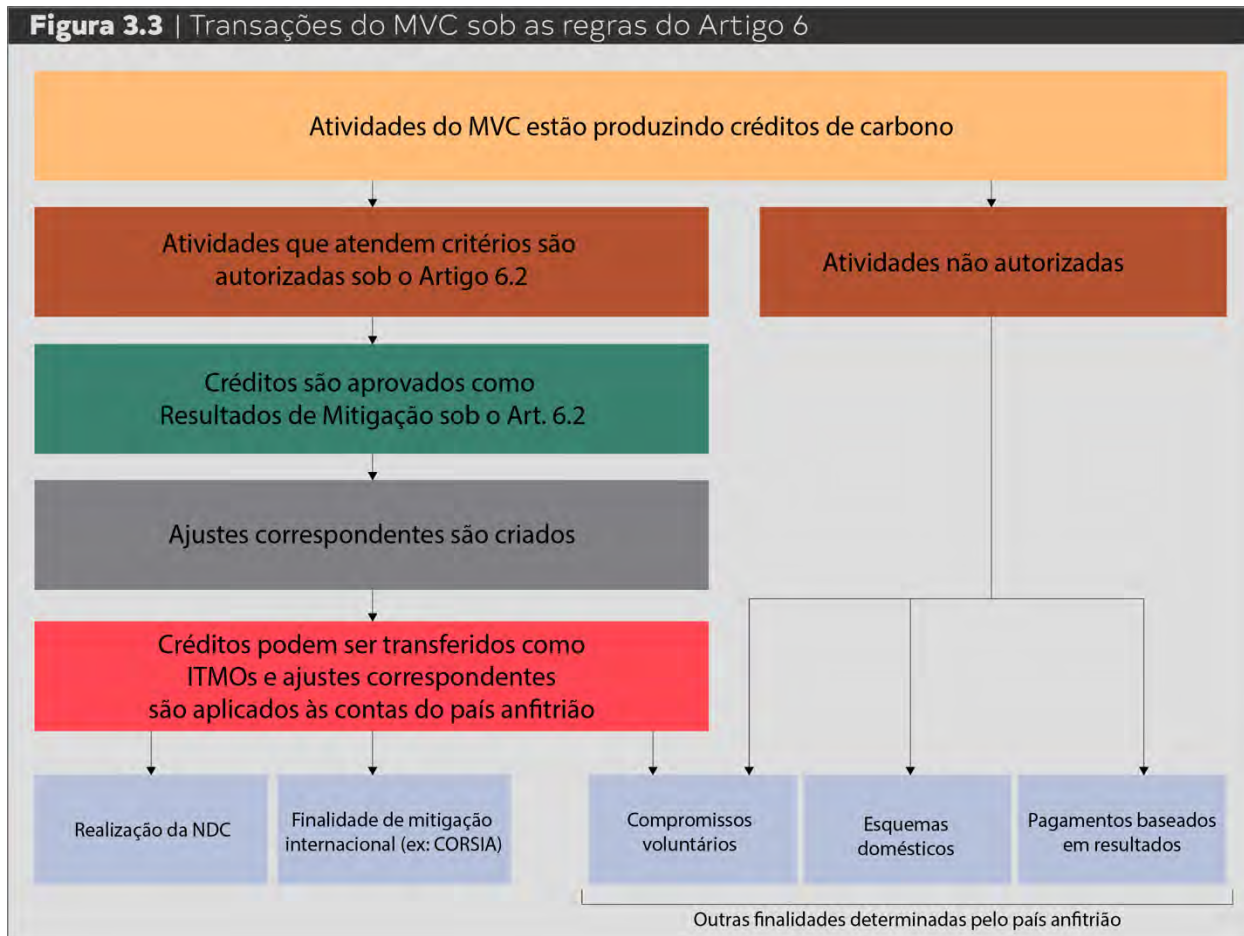 Figura 3.3 | Transações do MVC sob as regras do Artigo 6
Atividades do MVC estão produzindo créditos de carbono
Atividades que atendem critérios são
autorizadas sob o Artigo 6.2
Atividades não autorizadas
Créditos são aprovados como
Resultados de Mitigação sob o Art. 6.2
Ajustes correspondentes são criados
Créditos podem ser transferidos como
ITMOs e ajustes correspondentes
são aplicados às contas do país anfitrião
Realização da NDC
Finalidade de mitigação
internacional (ex: CORSIA)
Compromissos
voluntários
Esquemas
domésticos
Pagamentos baseados
em resultados
Outras finalidades determinadas pelo país anfitrião